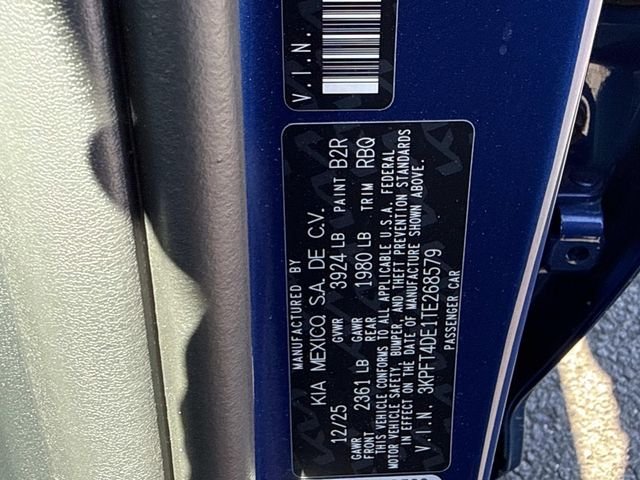 V.I.N.
MANUFACTURED BY
KIA MEXICO, S.A. DE C.V.
12/25 GVWR 3924 LB PAINT B2R
GAWR FRONT 2361 LB GAWR REAR 1980 LB TRIM RBQ
THIS VEHICLE CONFORMS TO ALL APPLICABLE U.S.A. FEDERAL
MOTOR VEHICLE SAFETY, BUMPER, AND THEFT PREVENTION STANDARDS
IN EFFECT ON THE DATE OF MANUFACTURE SHOWN ABOVE.
V.I.N. 3KPFT4DE1TE268579
PASSENGER CAR